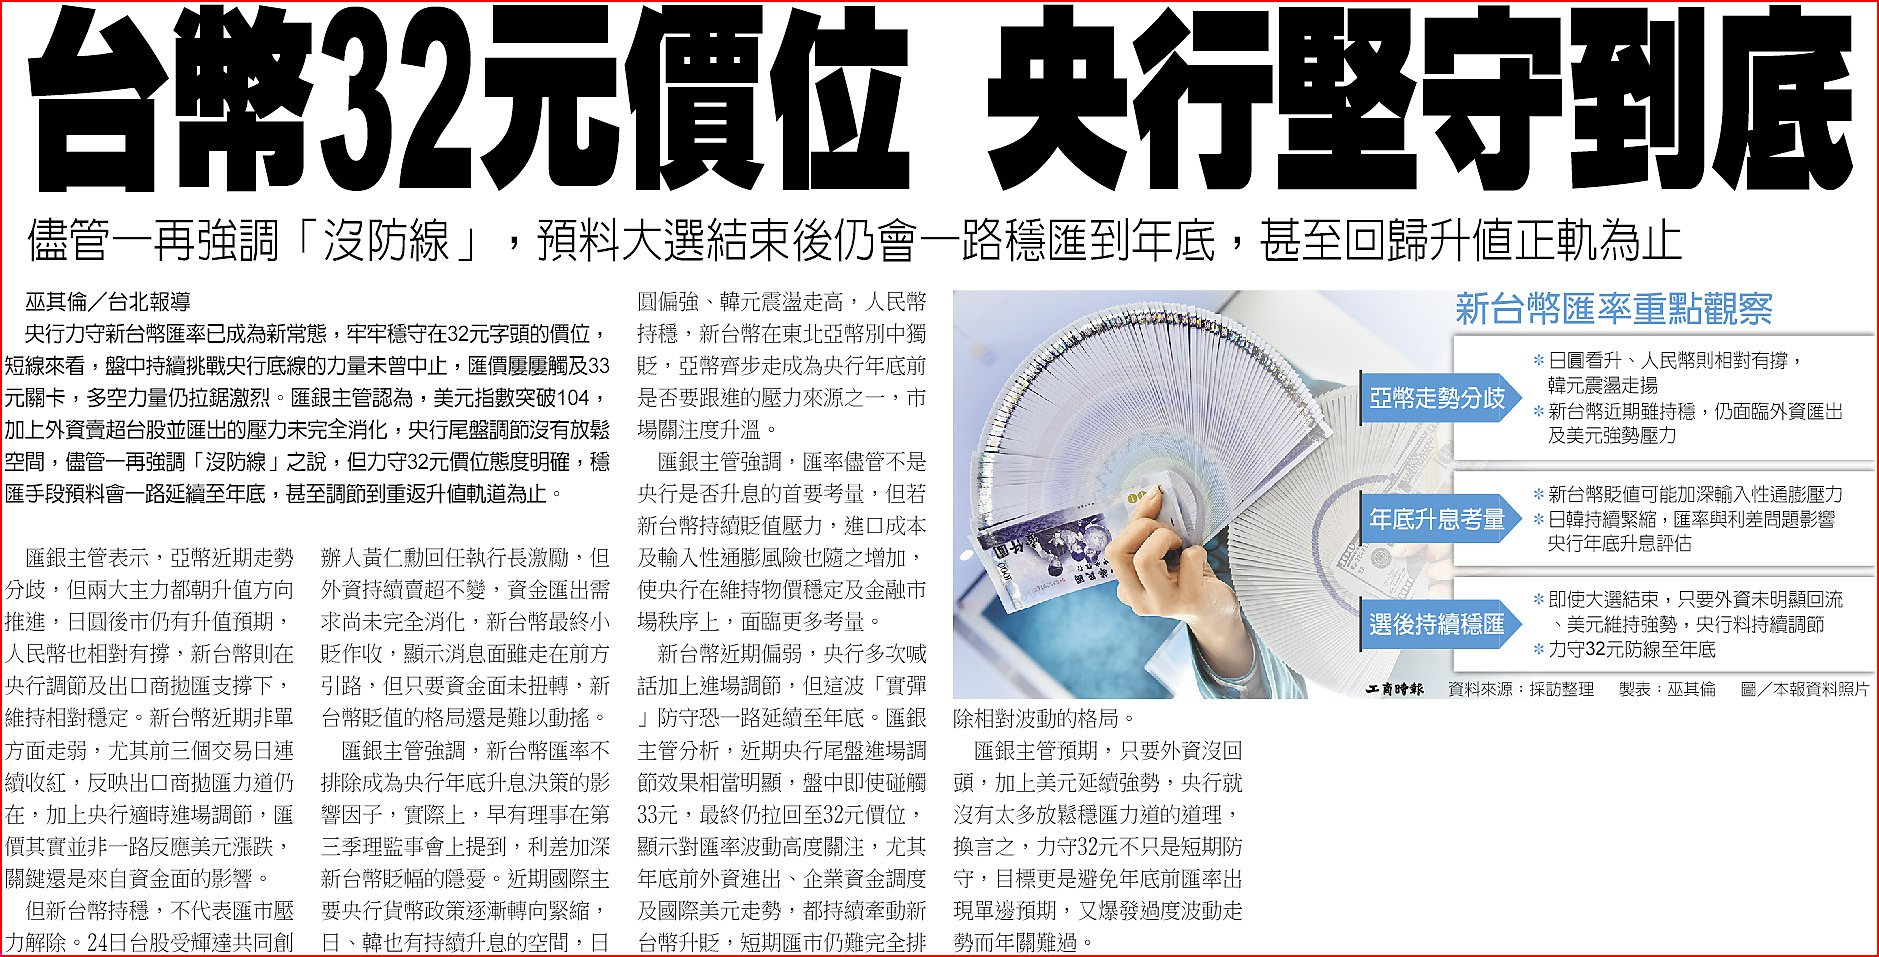 台幣32元價位 央行堅守到底
儘管一再強調「沒防線」，預料大選結束後仍會一路穩匯到年底，甚至回歸升值正軌為止
巫其倫／台北報導
央行力守新台幣匯率已成為新常態，牢牢穩守在32元字頭的價位，
短線來看，盤中持續挑戰央行底線的力量未曾中止，匯價屢屢觸及33
元關卡，多空力量仍拉鋸激烈。匯銀主管認為，美元指數突破104，
加上外資賣超台股並匯出的壓力未完全消化，央行尾盤調節沒有放鬆
空間，儘管一再強調「沒防線」之說，但力守32元價位態度明確，穩
匯手段預料會一路延續至年底，甚至調節到重返升值軌道為止。
匯銀主管表示，亞幣近期走勢
分歧，但兩大主力都朝升值方向
推進，日圓後市仍有升值預期，
人民幣也相對有撐，新台幣則在
央行調節及出口商拋匯支撐下，
維持相對穩定。新台幣近期非單
方面走弱，尤其前三個交易日連
續收紅，反映出口商拋匯力道仍
在，加上央行適時進場調節，匯
價其實並非一路反應美元漲跌，
關鍵還是來自資金面的影響。
但新台幣持穩，不代表匯市壓
力解除。24日台股受輝達共同創
辦人黃仁勳回任執行長激勵，但
外資持續賣超不變，資金匯出需
求尚未完全消化，新台幣最終小
貶作收，顯示消息面雖走在前方
引路，但只要資金面未扭轉，新
台幣貶值的格局還是難以動搖。
匯銀主管強調，新台幣匯率不
排除成為央行年底升息決策的影
響因子，實際上，早有理事在第
三季理監事會上提到，利差加深
新台幣貶幅的隱憂。近期國際主
要央行貨幣政策逐漸轉向緊縮，
日、韓也有持續升息的空間，日
圓偏強、韓元震盪走高，人民幣
持穩，新台幣在東北亞幣別中獨
貶，亞幣齊步走成為央行年底前
是否要跟進的壓力來源之一，市
場關注度升溫。
匯銀主管強調，匯率儘管不是
央行是否升息的首要考量，但若
新台幣持續貶值壓力，進口成本
及輸入性通膨風險也隨之增加，
使央行在維持物價穩定及金融市
場秩序上，面臨更多考量。
新台幣近期偏弱，央行多次喊
話加上進場調節，但這波「實彈
」防守恐一路延續至年底。匯銀
主管分析，近期央行尾盤進場調
節效果相當明顯，盤中即使碰觸
33元，最終仍拉回至32元價位，
顯示對匯率波動高度關注，尤其
年底前外資進出、企業資金調度
及國際美元走勢，都持續牽動新
台幣升貶，短期匯市仍難完全排
除相對波動的格局。
匯銀主管預期，只要外資沒回
頭，加上美元延續強勢，央行就
沒有太多放鬆穩匯力道的道理，
換言之，力守32元不只是短期防
守，目標更是避免年底前匯率出
現單邊預期，又爆發過度波動走
勢而年關難過。
新台幣匯率重點觀察
亞幣走勢分歧
＊日圓看升、人民幣則相對有撐，
韓元震盪走揚
＊新台幣近期雖持穩，仍面臨外資匯出
及美元強勢壓力
年底升息考量
＊新台幣貶值可能加深輸入性通膨壓力
＊日韓持續緊縮，匯率與利差問題影響
央行年底升息評估
選後持續穩匯
＊即使大選結束，只要外資未明顯回流
、美元維持強勢，央行料持續調節
＊力守32元防線至年底
工商時報
資料來源：採訪整理 製表：巫其倫 圖／本報資料照片